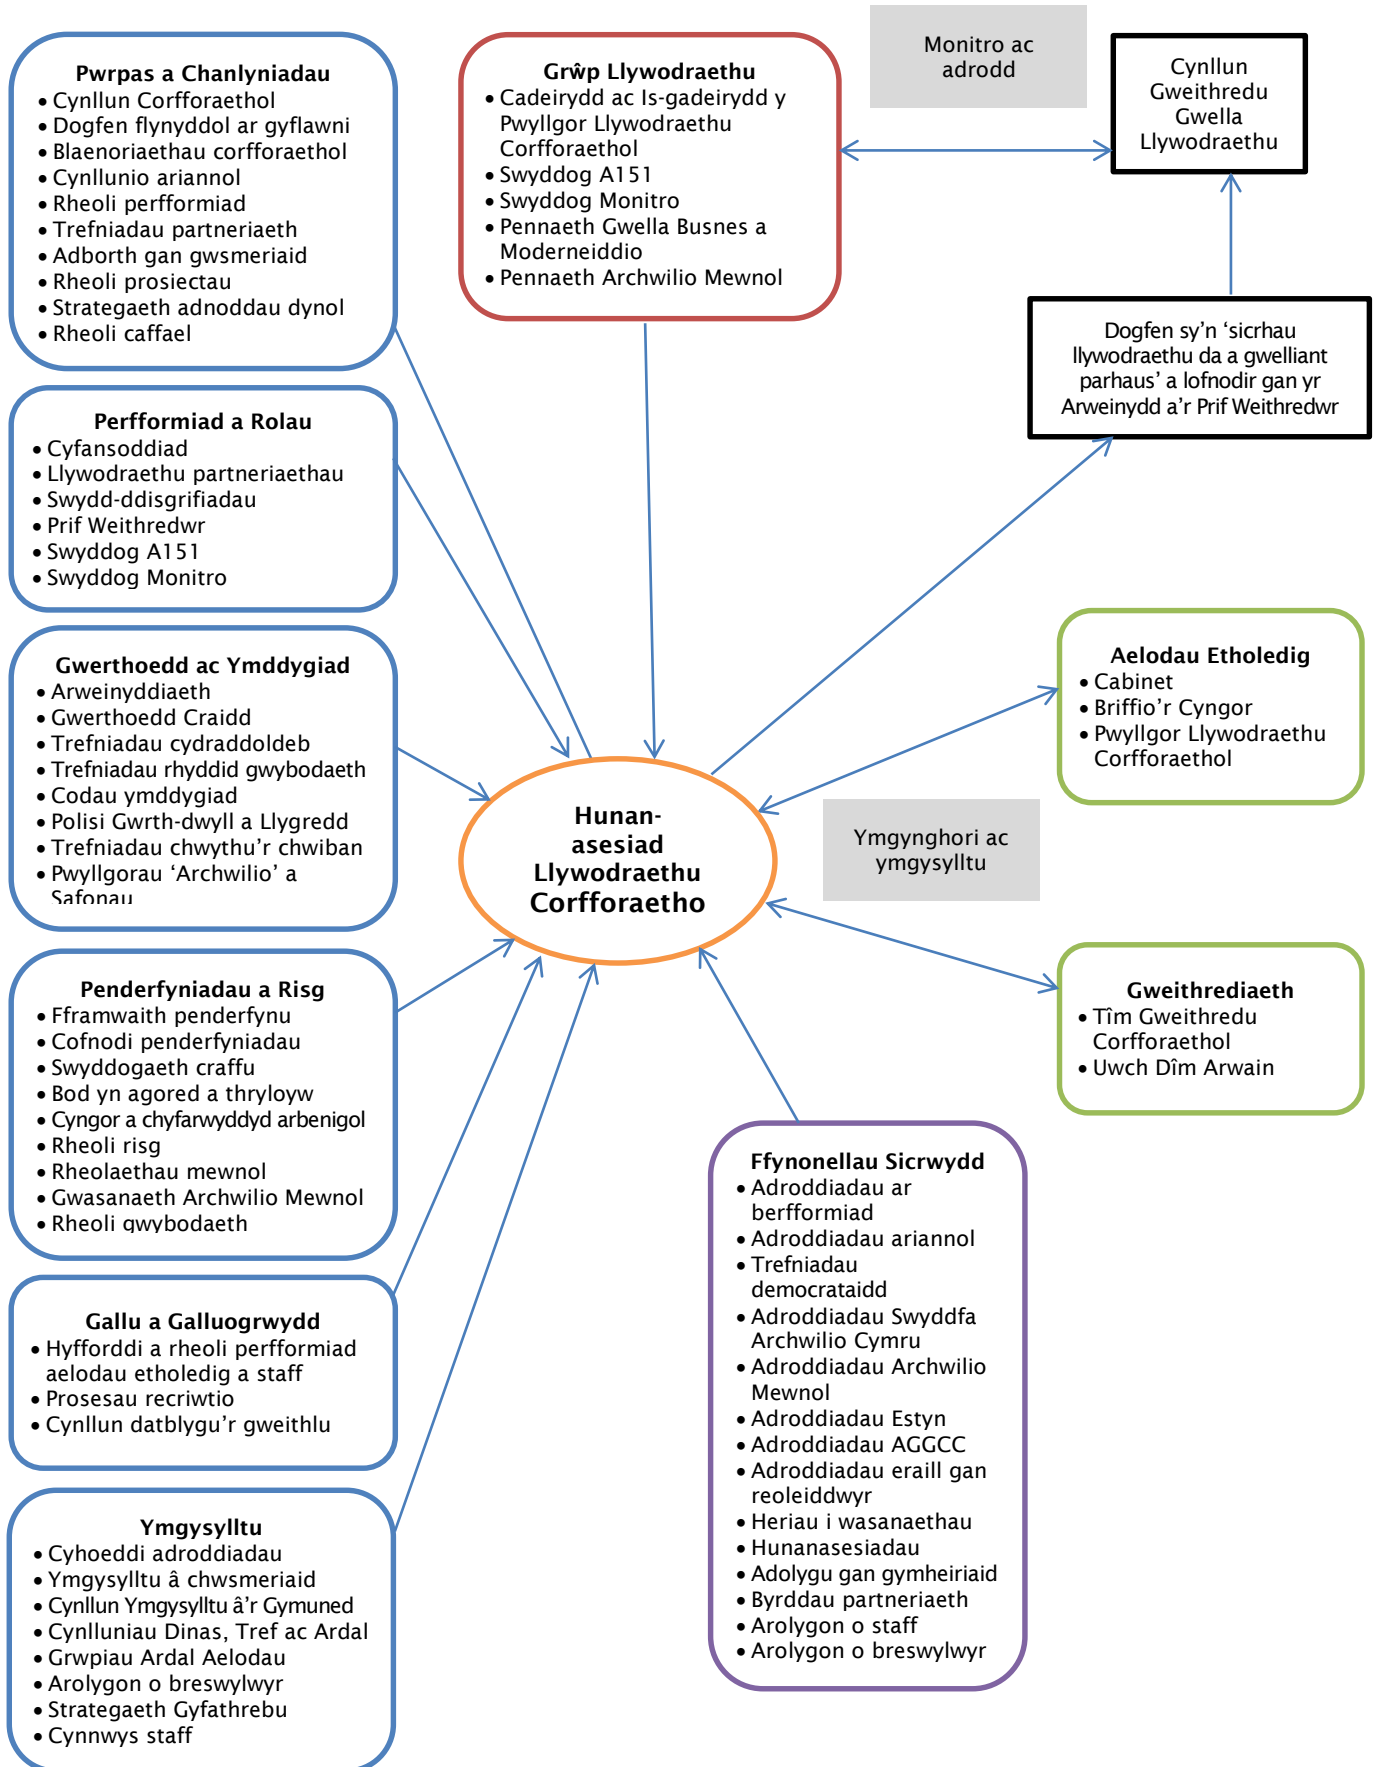 Pwrpas a Chanlyniadau
• Cynllun Corfforaethol
• Dogfen flynyddol ar gyflawni
• Blaenoriaethau corfforaethol
• Cynllunio ariannol
• Rheoli perfformiad
• Trefniadau partneriaeth
• Adborth gan gwsmeriaid
• Rheoli prosiectau
• Strategaeth adnoddau dynol
• Rheoli caffael
Perfformiad a Rolau
• Cyfansoddiad
• Llywodraethu partneriaethau
• Swydd-ddisgrifiadau
• Prif Weithredwr
• Swyddog A151
• Swyddog Monitro
Gwerthoedd ac Ymddygiad
• Arweinyddiaeth
• Gwerthoedd Craidd
• Trefniadau cydraddoldeb
• Trefniadau rhyddid gwybodaeth
• Codau ymddygiad
• Polisi Gwrth-dwyll a Llygredd
• Trefniadau chwythu'r chwiban
• Pwyllgorau ‘Archwilio’ a
Safonau
Penderfyniadau a Risg
• Fframwaith penderfynu
• Cofnodi penderfyniadau
• Swyddogaeth craffu
• Bod yn agored a thryloyw
• Cyngor a chyfarwyddyd arbenigol
• Rheoli risg
• Rheolaethau mewnol
• Gwasanaeth Archwilio Mewnol
• Rheoli gwybodaeth
Gallu a Galluogrwydd
• Hyfforddi a rheoli perfformiad
aelodau etholedig a staff
• Prosesau recriwtio
• Cynllun datblygu’r gweithlu
Ymgysylltu
• Cyhoeddi adroddiadau
• Ymgysylltu â chwsmeriaid
• Cynllun Ymgysylltu â’r Gymuned
• Cynlluniau Dinas, Tref ac Ardal
• Grwpiau Ardal Aelodau
• Arolygon o breswylwyr
• Strategaeth Gyfathrebu
• Cynnwys staff
Grŵp Llywodraethu
• Cadeirydd ac Is-gadeirydd y
Pwyllgor Llywodraethu
Corfforaethol
• Swyddog A151
• Swyddog Monitro
• Pennaeth Gwella Busnes a
Moderneiddio
• Pennaeth Archwilio Mewnol
Monitro ac
adrodd
Cynllun
Gweithredu
Gwella
Llywodraethu
Dogfen sy’n ‘sicrhau
llywodraethu da a gwelliant
parhaus’ a lofnodir gan yr
Arweinydd a’r Prif Weithredwr
Hunan-
asesiad
Llywodraethu
Corfforaetho
Aelodau Etholedig
• Cabinet
• Briffio’r Cyngor
• Pwyllgor Llywodraethu
Corfforaethol
Ymgynghori ac
ymgysylltu
Gweithrediaeth
• Tîm Gweithredu
Corfforaethol
• Uwch Dîm Arwain
Ffynonellau Sicrwydd
• Adroddiadau ar
berfformiad
• Adroddiadau ariannol
• Trefniadau
democrataidd
• Adroddiadau Swyddfa
Archwilio Cymru
• Adroddiadau Archwilio
Mewnol
• Adroddiadau Estyn
• Adroddiadau AGGCC
• Adroddiadau eraill gan
reoleiddwyr
• Heriau i wasanaethau
• Hunanasesiadau
• Adolygu gan gymheiriaid
• Byrddau partneriaeth
• Arolygon o staff
• Arolygon o breswylwyr